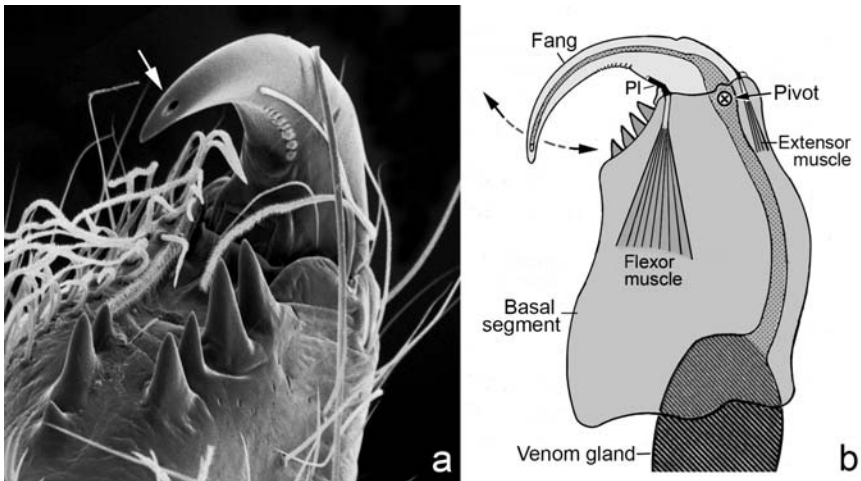 a
Fang
Pl
Pivot
Extensor
muscle
Flexor
muscle
Basal
segment
Venom gland
b